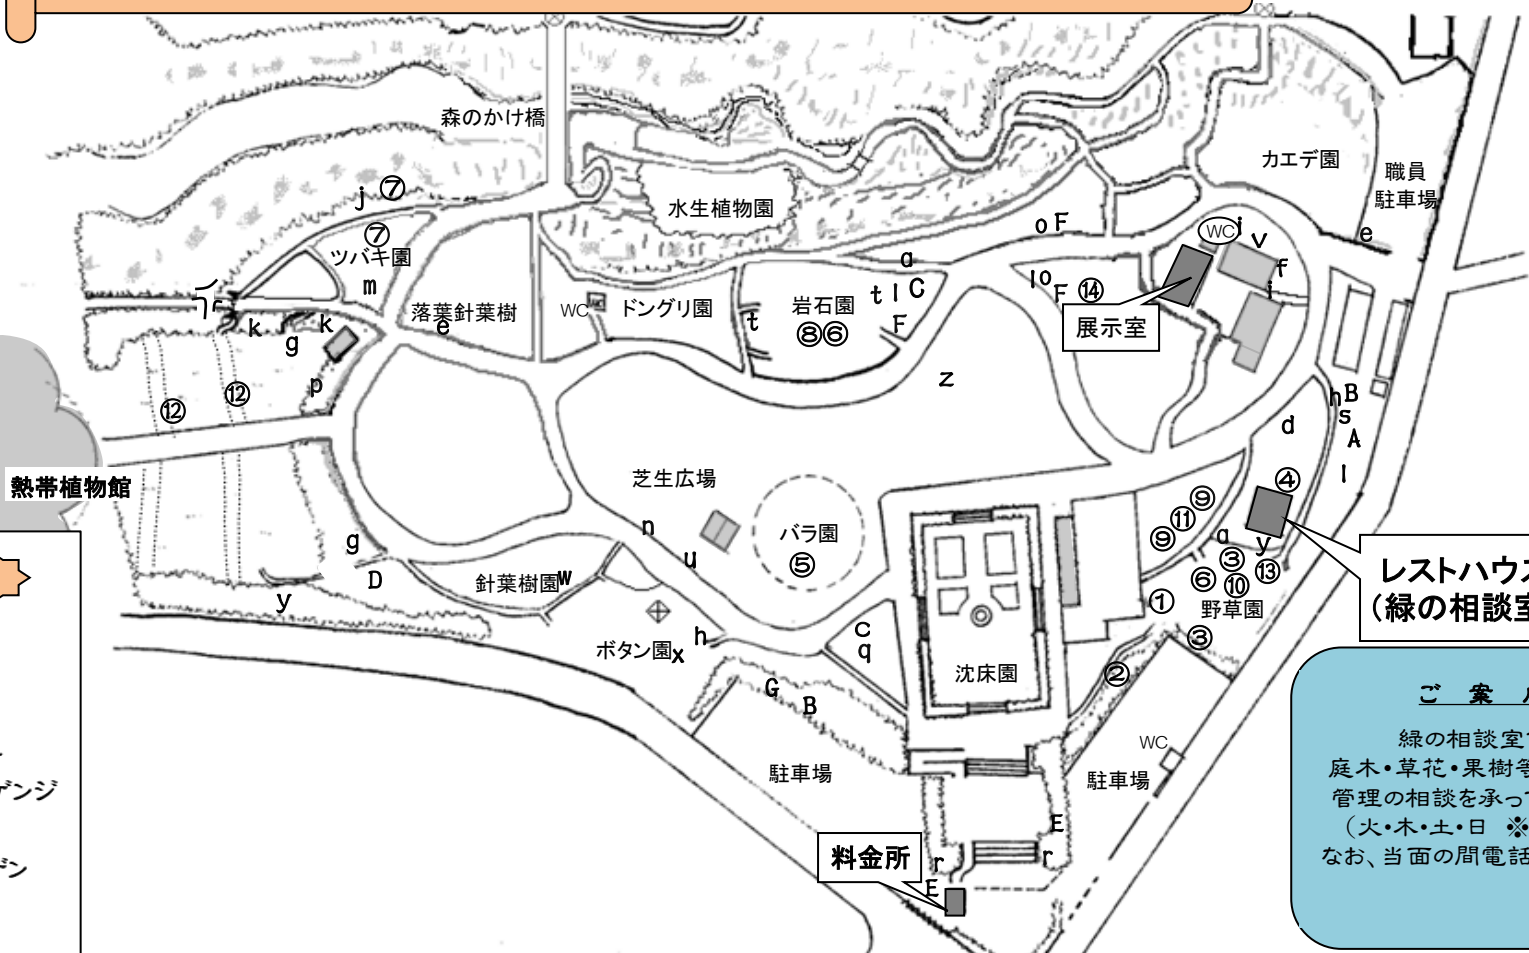 森のかけ橋
カエデ園
職員
駐車場
j ⑦
水生植物園
⑦
ツバキ園
o F
WC i
v
e
a
f
m
落葉針葉樹
e
WC
ドングリ園
岩石園
⑧⑥
t l C
F
t
l o
F ⑭
i
展示室
k
k
g
p
z
⑫
⑫
h B
s
A
l
d
熱帯植物館
芝生広場
④
⑨
⑪
⑨
n
u
バラ園
⑤
a
y
③
⑬
⑥ ⑩
野草園
①
③
レストハウス
(緑の相談室
g
D
y
針葉樹園 w
ボタン園 x
h
c
q
沈床園
②
G
B
駐車場
WC
駐車場
E
r
r
E
料金所
ご 案
緑の相談室
庭木・草花・果樹等
管理の相談を承って
(火・木・土・日 ※
なお、当面の間電話
ゲンジ
デン